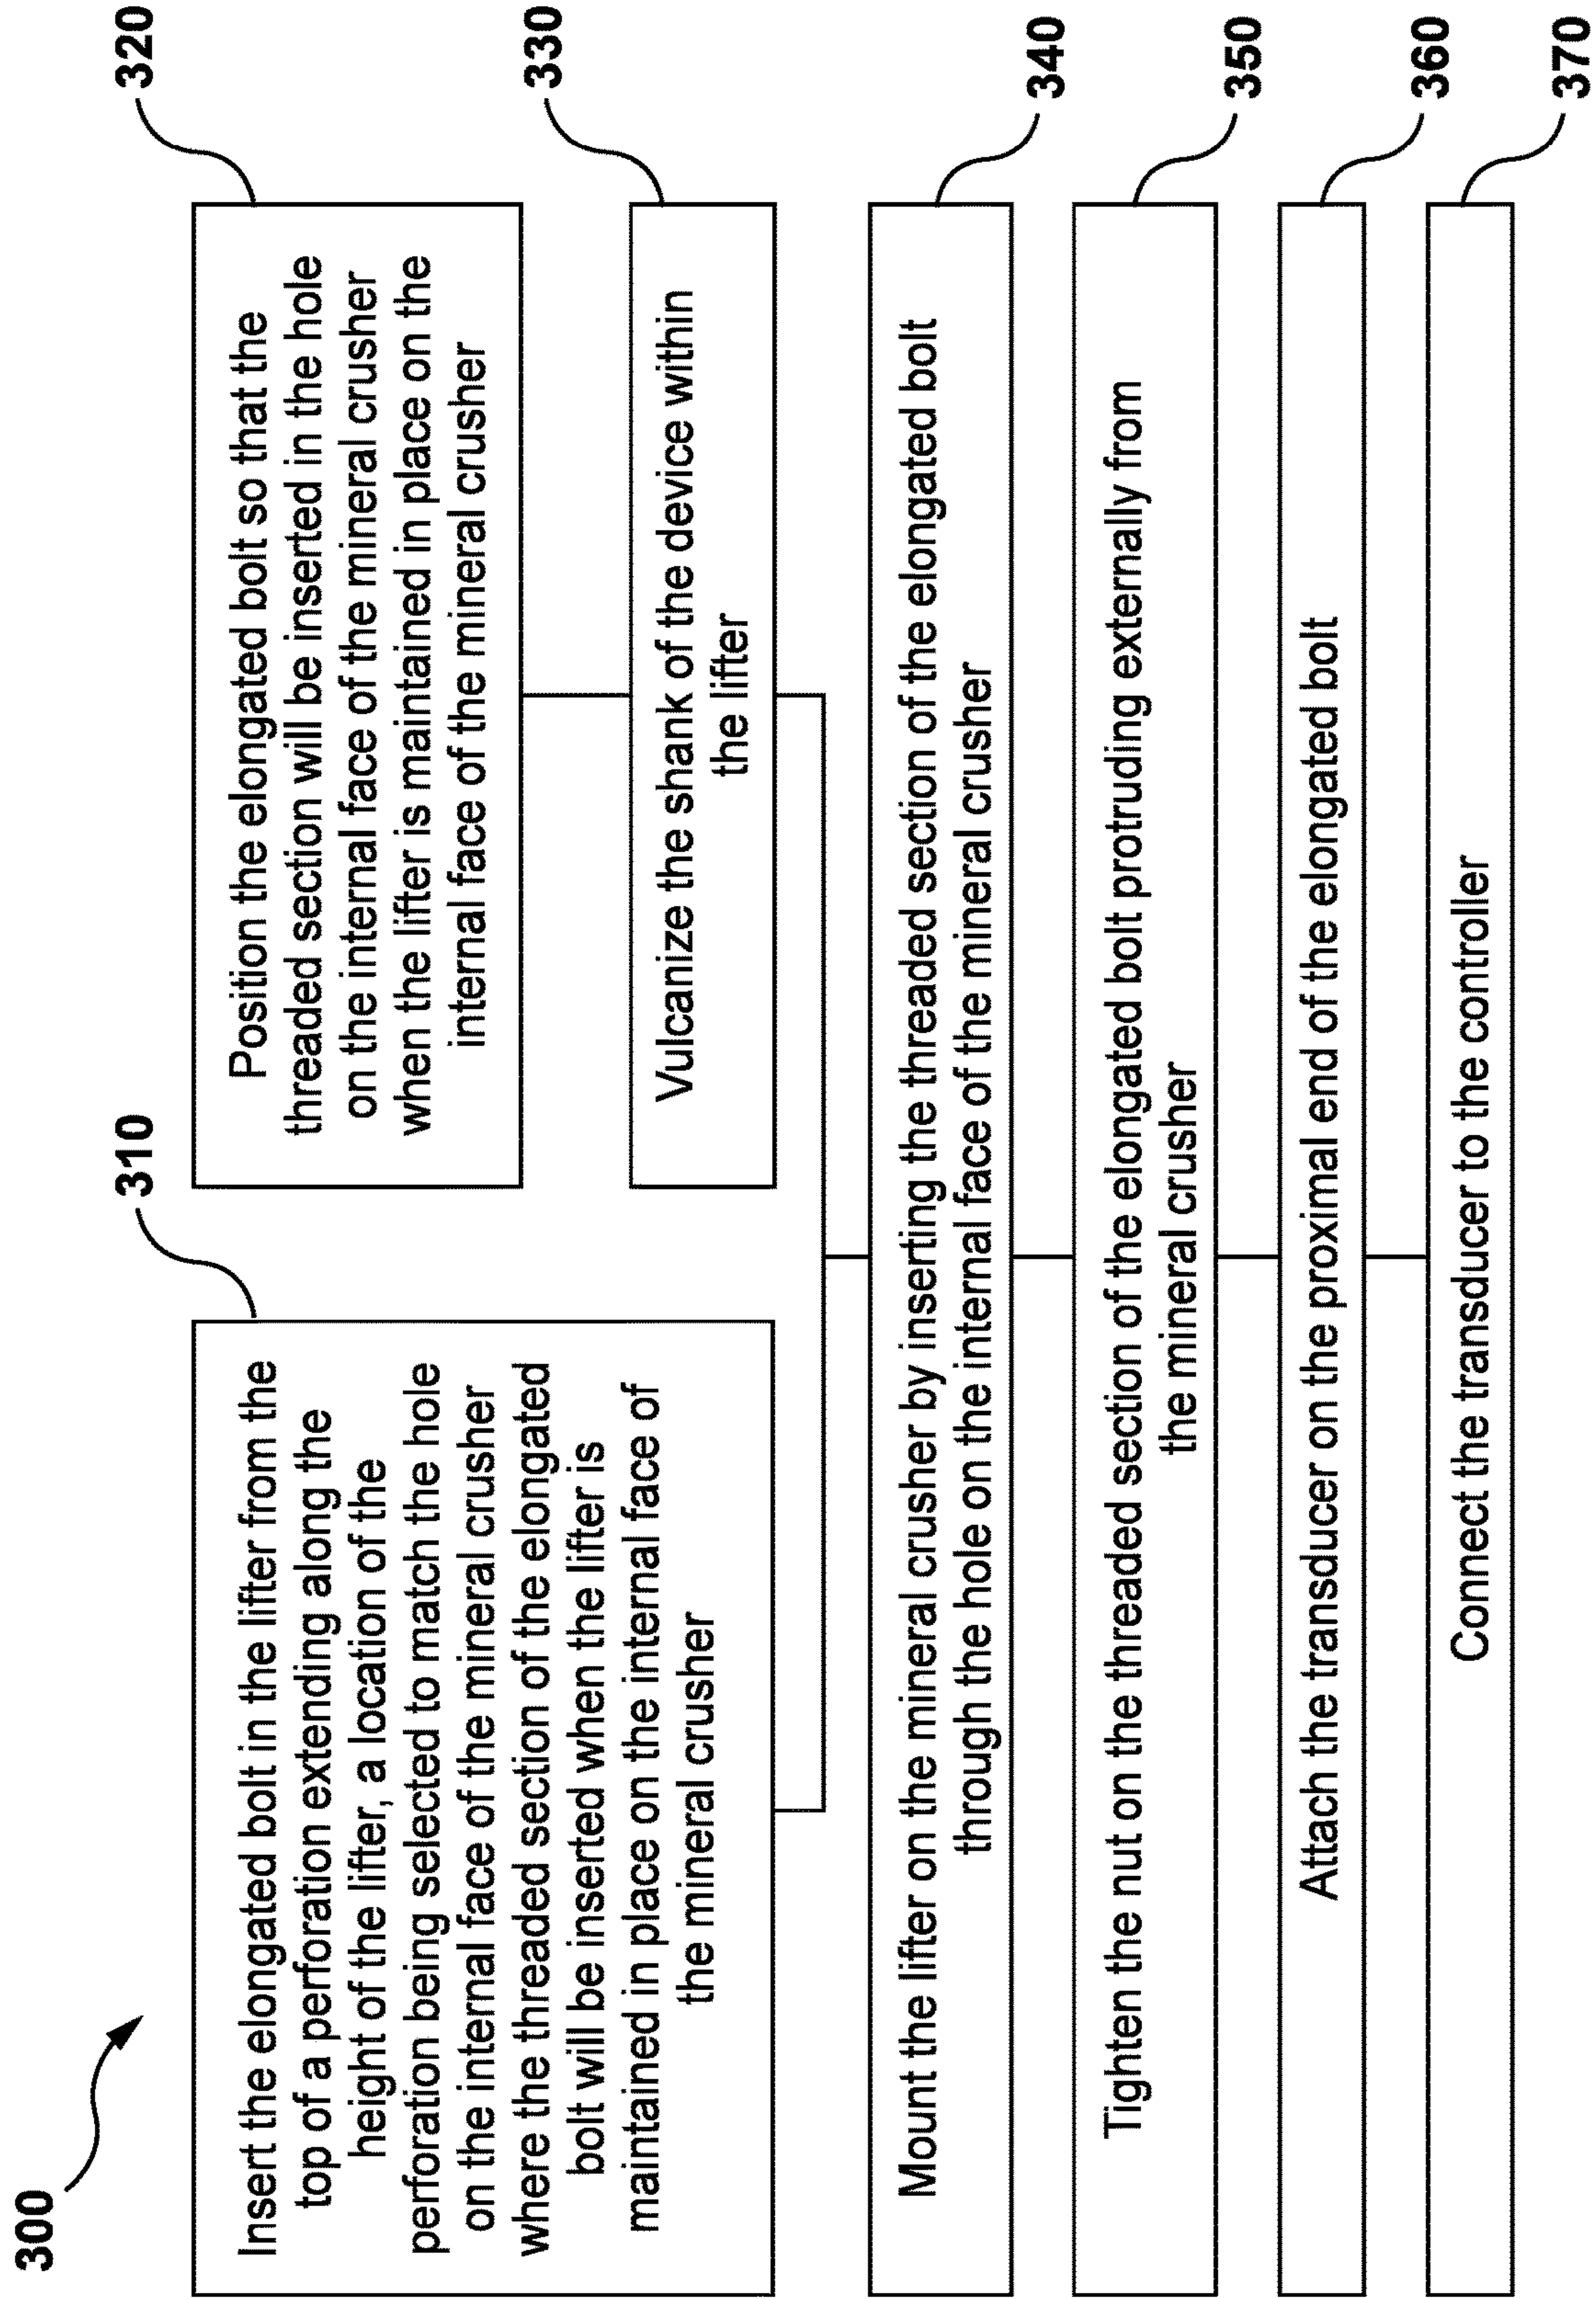 300
310
Insert the elongated bolt in the lifter from the
top of a perforation extending along the
height of the lifter, a location of the
perforation being selected to match the hole
on the internal face of the mineral crusher
where the threaded section of the elongated
bolt will be inserted when the lifter is
maintained in place on the internal face of
the mineral crusher
320
Position the elongated bolt so that the
threaded section will be inserted in the hole
on the internal face of the mineral crusher
when the lifter is maintained in place on the
internal face of the mineral crusher
330
Vulcanize the shank of the device within
the lifter
340
Mount the lifter on the mineral crusher by inserting the threaded section of the elongated bolt
through the hole on the internal face of the mineral crusher
350
Tighten the nut on the threaded section of the elongated bolt protruding externally from
the mineral crusher
360
Attach the transducer on the proximal end of the elongated bolt
370
Connect the transducer to the controller